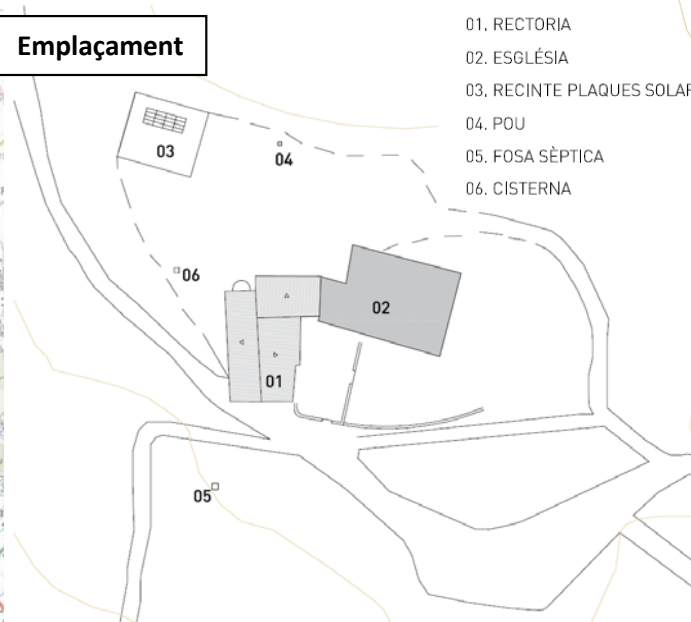 Emplaçament
01. RECTORIA
02. ESGLÉSIA
03. RECINTE PLAQUES SOLAR
04. POU
05. FOSA SÈPTICA
06. CISTERNA
03
04
06
02
01
05